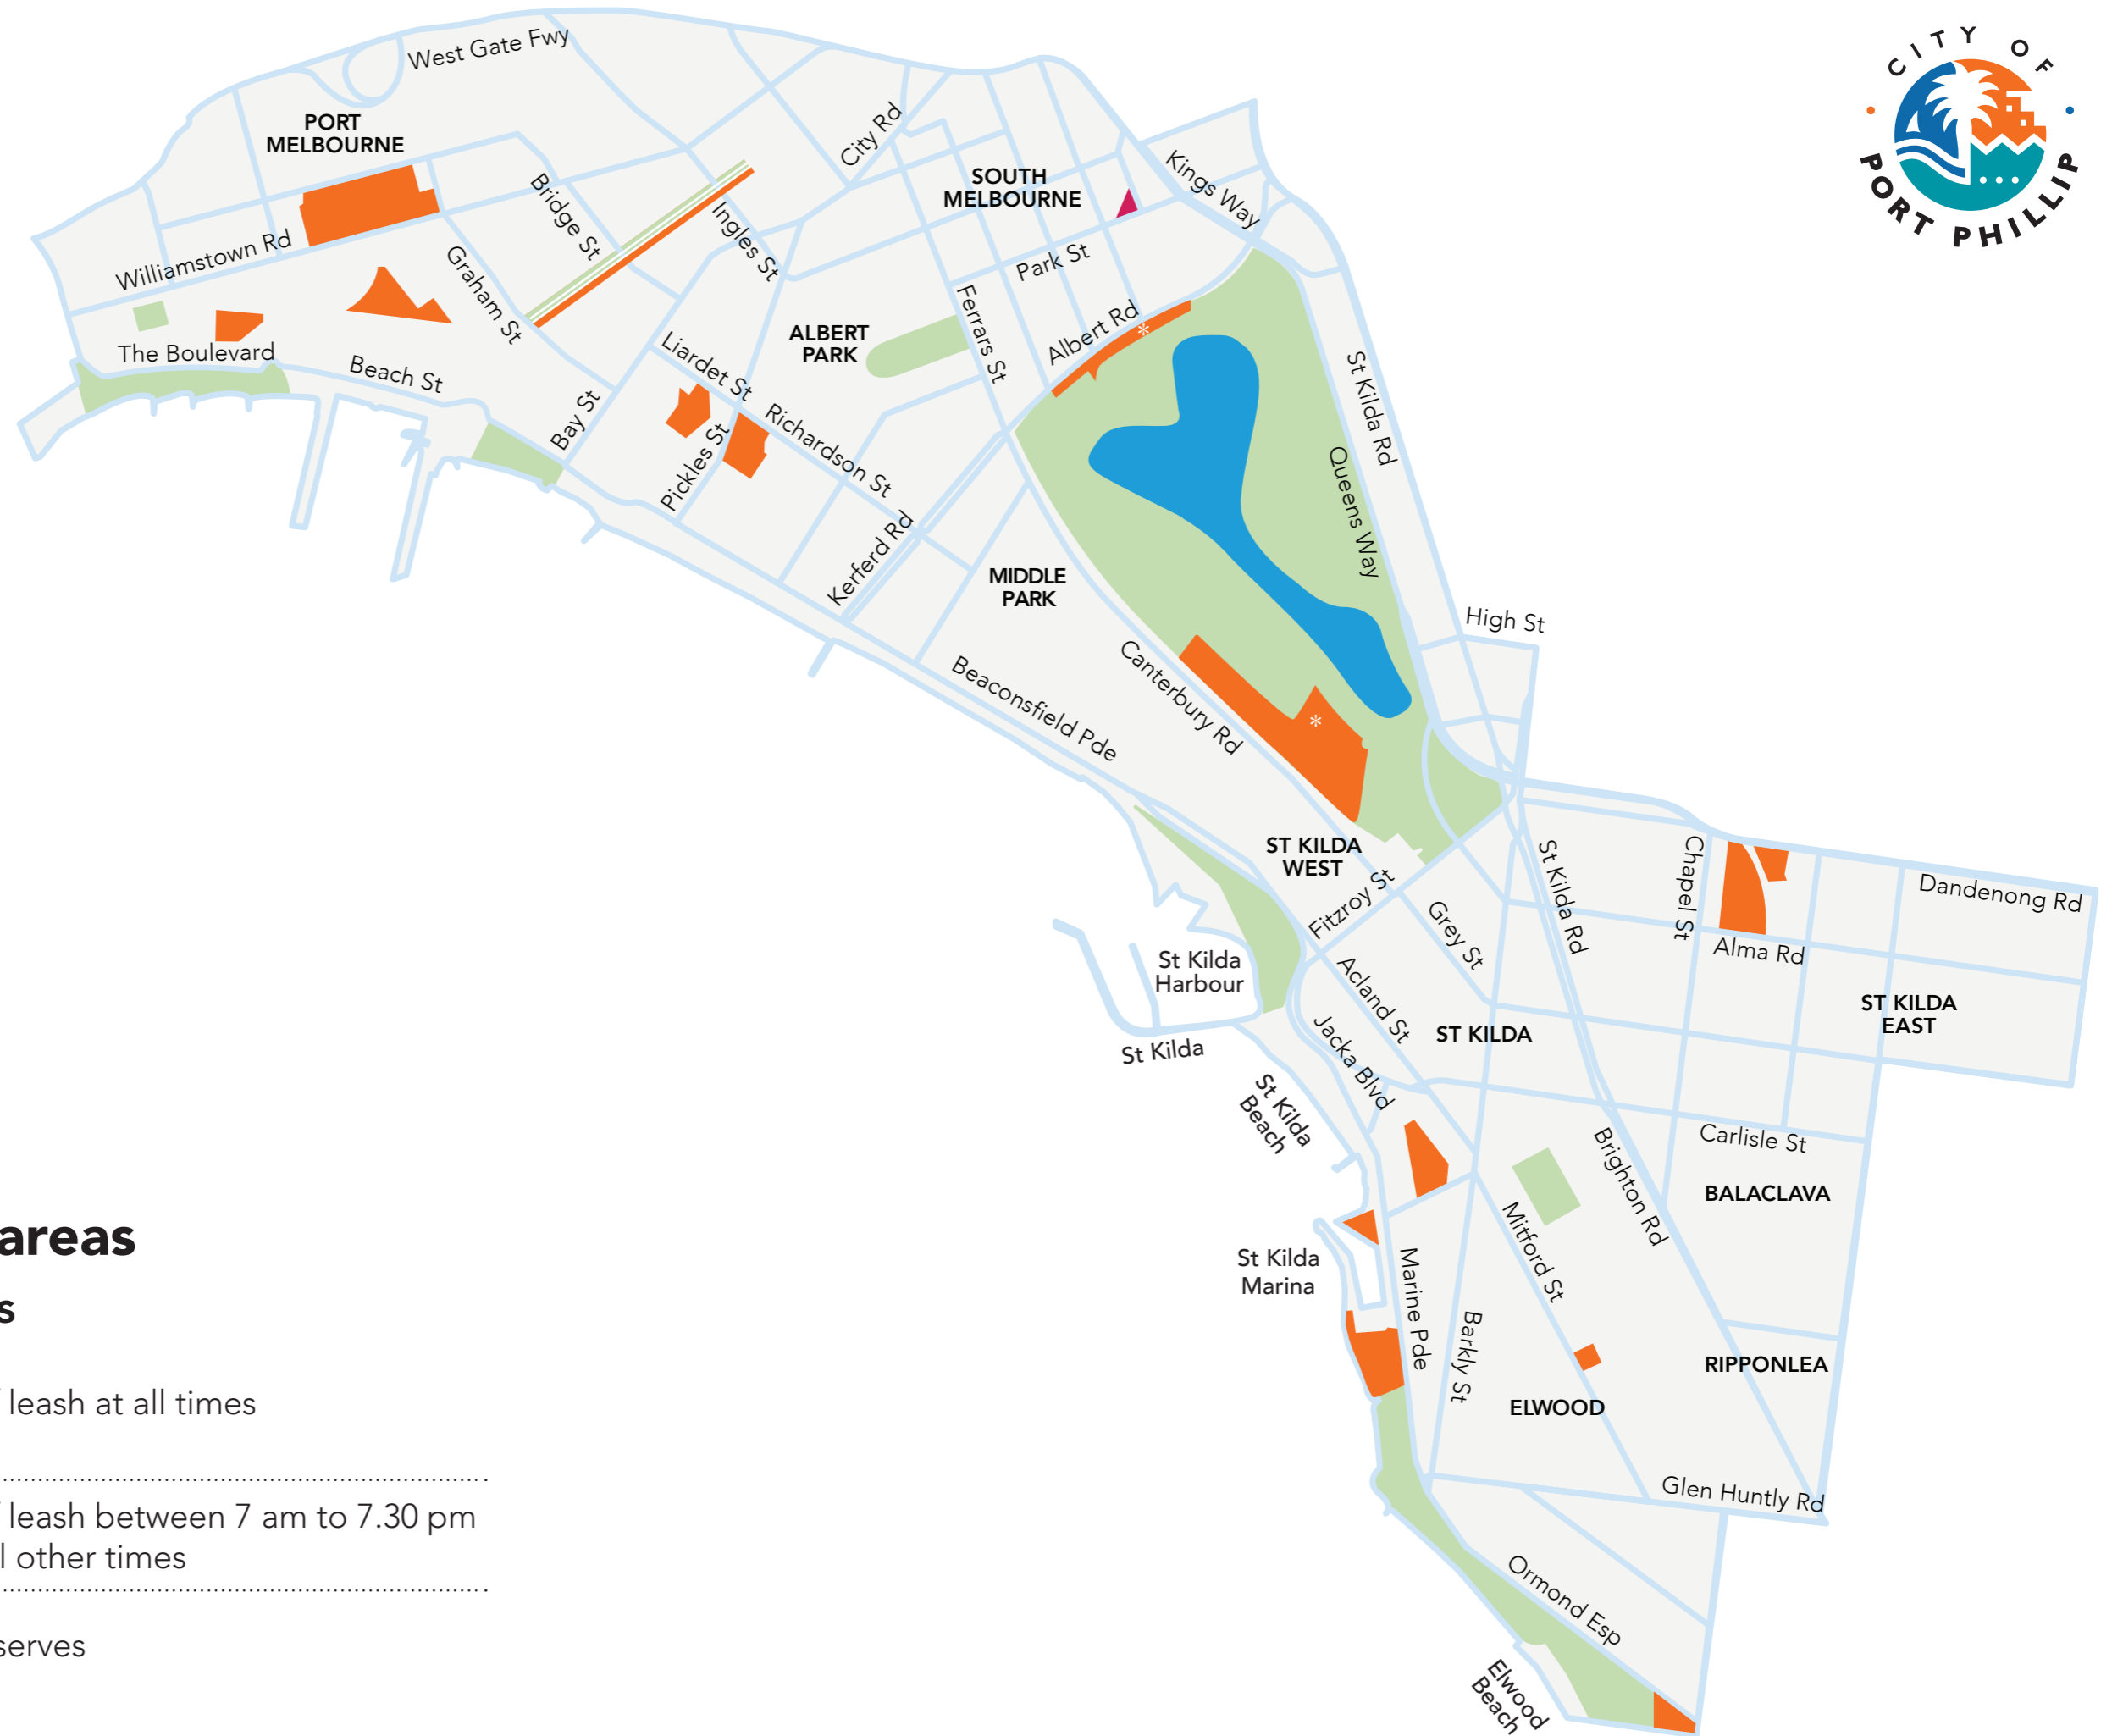 CITY OF
PORT PHILLIP
West Gate Fwy
PORT
MELBOURNE
City Rd
SOUTH
MELBOURNE
Kings Way
Bridge St
Ingles St
Williamstown Rd
Graham St
Park St
Ferrars St
Albert Rd
*
ALBERT
PARK
The Boulevard
Beach St
Liardet St
St Kilda Rd
Bay St
Richardson St
Pickles St
Queens Way
Kerferd Rd
MIDDLE
PARK
High St
Canterbury Rd
Beaconsfield Pde
*
ST KILDA
WEST
Fitzroy St
Grey St
St Kilda Rd
Chapel St
Dandenong Rd
Alma Rd
St Kilda
Harbour
Acland St
ST KILDA
EAST
St Kilda
Jacka Blvd
ST KILDA
St Kilda
Beach
Carlisle St
Brighton Rd
BALACLAVA
areas
St Kilda
Marina
Mitford St
Marine Pde
Barkly St
s
RIPPONLEA
leash at all times
ELWOOD
Glen Huntly Rd
leash between 7 am to 7.30 pm
l other times
Ormond Esp
serves
Elwood
Beach